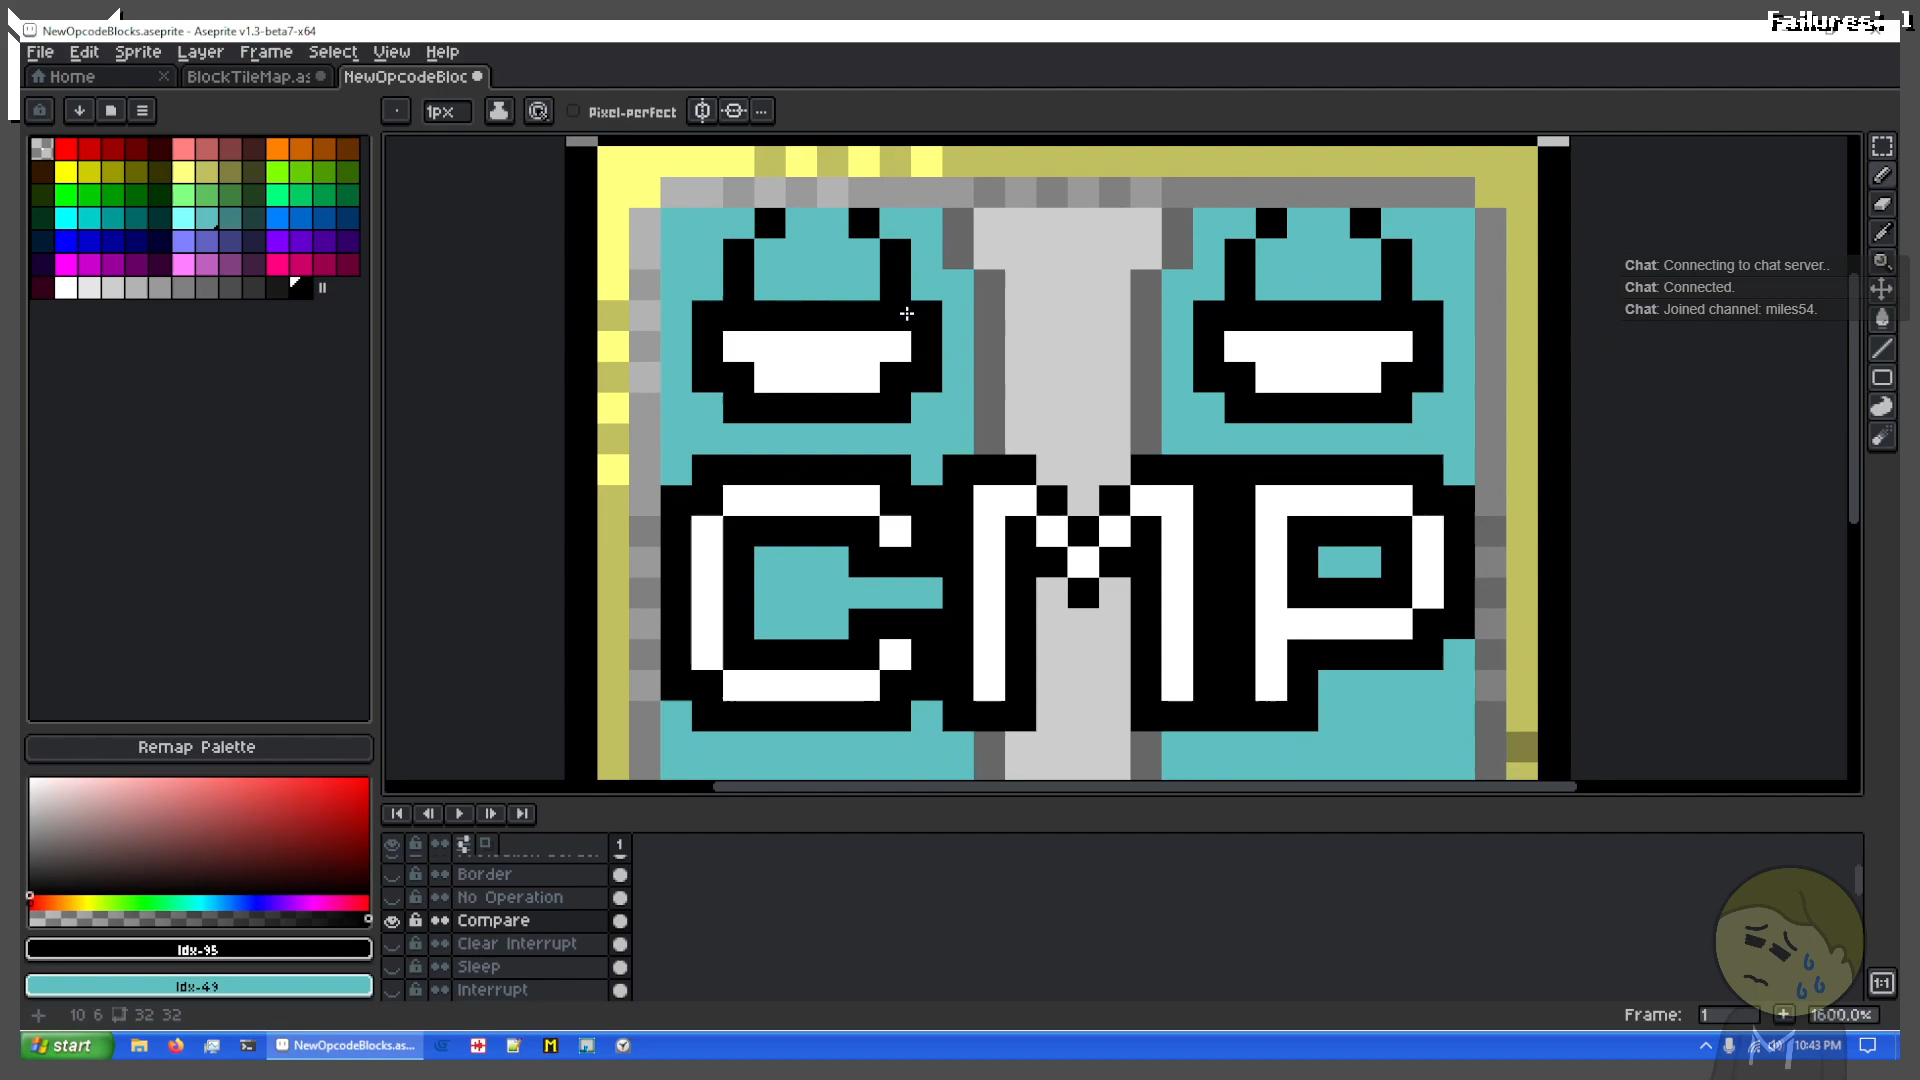 Failures: 1
NewOpcodeBlocks.aseprite - Aseprite v1.3-beta7-x64
File Edit Sprite Layer Frame Select View Help
Home BlockTileMap.as NewOpcodeBloc
1px Pixel-perfect ...
Chat: Connecting to chat server..
Chat: Connected.
Chat: Joined channel: miles54.
CMP
Remap Palette
1
Border
No Operation
Compare
Clear Interrupt
Sleep
Interrupt
Idx-95
Idx-49
1:1
10 6 32 32
Frame: 1 1600.0%
start NewOpcodeBlocks.as... 10:43 PM